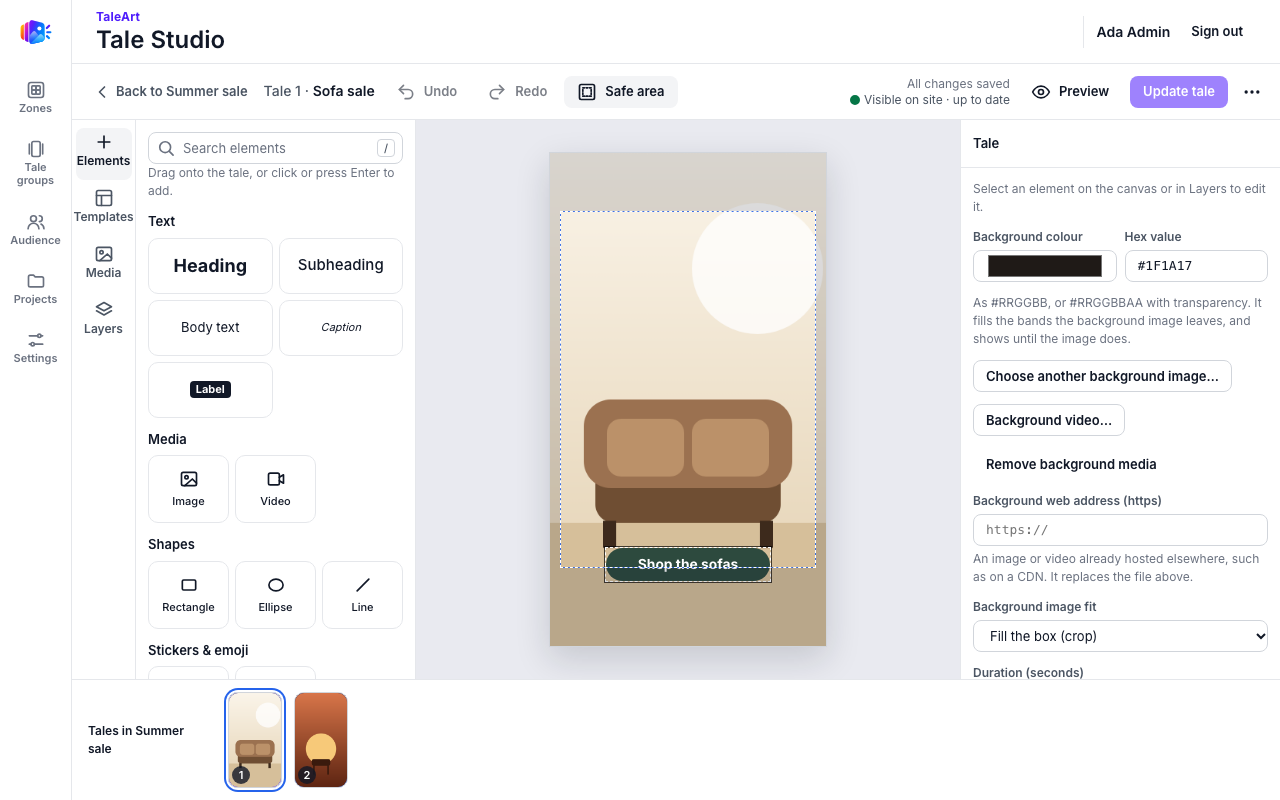 TaleArt
Tale Studio
Ada Admin
Sign out
Zones
Tale
groups
Audience
Projects
Settings
Back to Summer sale
Tale 1 · Sofa sale
Undo
Redo
Safe area
All changes saved
Visible on site · up to date
Preview
Update tale
Elements
Templates
Media
Layers
Search elements
/
Drag onto the tale, or click or press Enter to
add.
Text
Heading
Subheading
Body text
Caption
Label
Media
Image
Video
Shapes
Rectangle
Ellipse
Line
Stickers & emoji
Shop the sofas
Tale
Select an element on the canvas or in Layers to edit
it.
Background colour
Hex value
#1F1A17
As #RRGGBB, or #RRGGBBAA with transparency. It
fills the bands the background image leaves, and
shows until the image does.
Choose another background image...
Background video...
Remove background media
Background web address (https)
https://
An image or video already hosted elsewhere, such
as on a CDN. It replaces the file above.
Background image fit
Fill the box (crop)
Duration (seconds)
Tales in Summer
sale
1
2